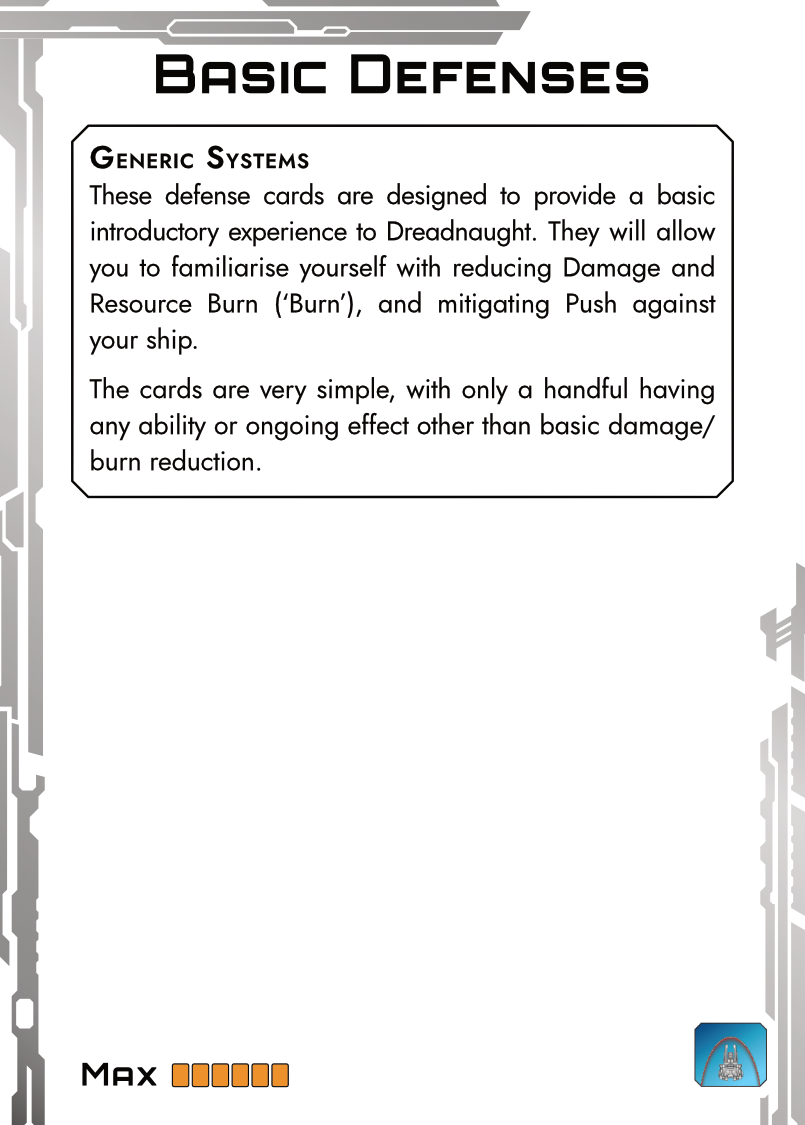 Basic Defenses
Generic Systems
These defense cards are designed to provide a basic
introductory experience to Dreadnaught. They will allow
you to familiarise yourself with reducing Damage and
Resource Burn (‘Burn’), and mitigating Push against
your ship.
The cards are very simple, with only a handful having
any ability or ongoing effect other than basic damage/
burn reduction.
Max